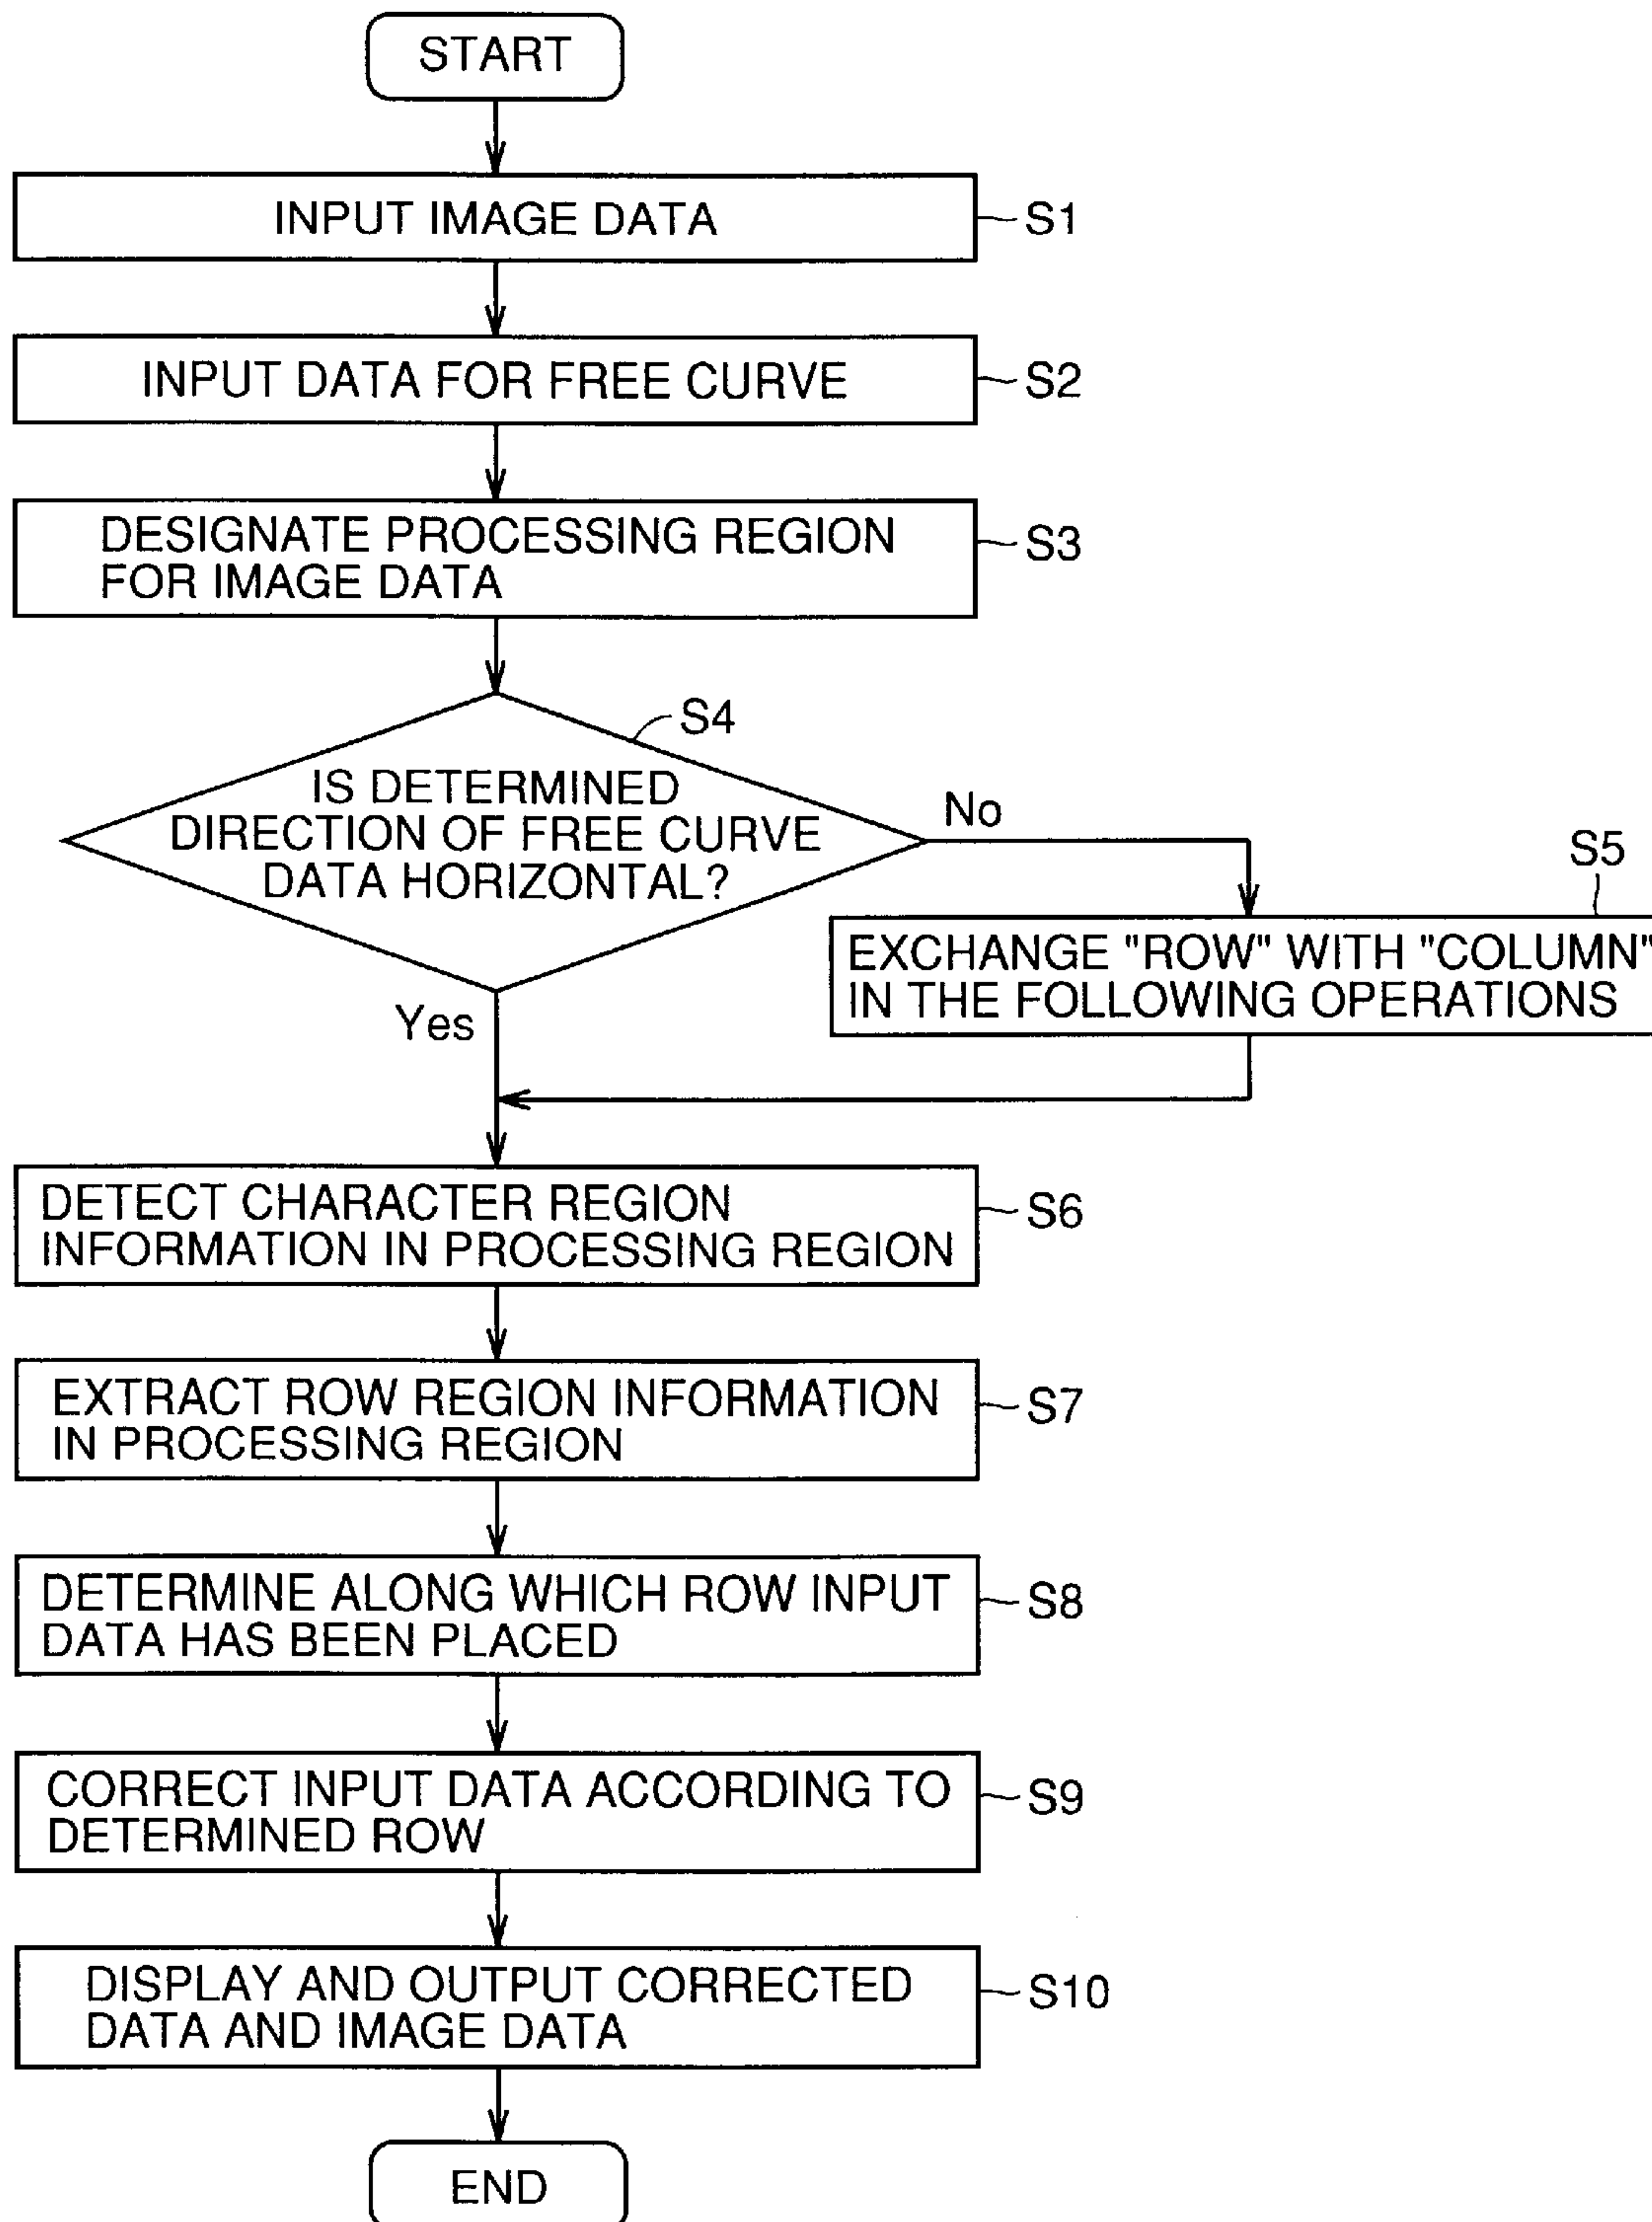 START
INPUT IMAGE DATA
S1
INPUT DATA FOR FREE CURVE
S2
DESIGNATE PROCESSING REGION
FOR IMAGE DATA
S3
S4
IS DETERMINED
DIRECTION OF FREE CURVE
DATA HORIZONTAL?
No
Yes
S5
EXCHANGE "ROW" WITH "COLUMN"
IN THE FOLLOWING OPERATIONS
DETECT CHARACTER REGION
INFORMATION IN PROCESSING REGION
S6
EXTRACT ROW REGION INFORMATION
IN PROCESSING REGION
S7
DETERMINE ALONG WHICH ROW INPUT
DATA HAS BEEN PLACED
S8
CORRECT INPUT DATA ACCORDING TO
DETERMINED ROW
S9
DISPLAY AND OUTPUT CORRECTED
DATA AND IMAGE DATA
S10
END